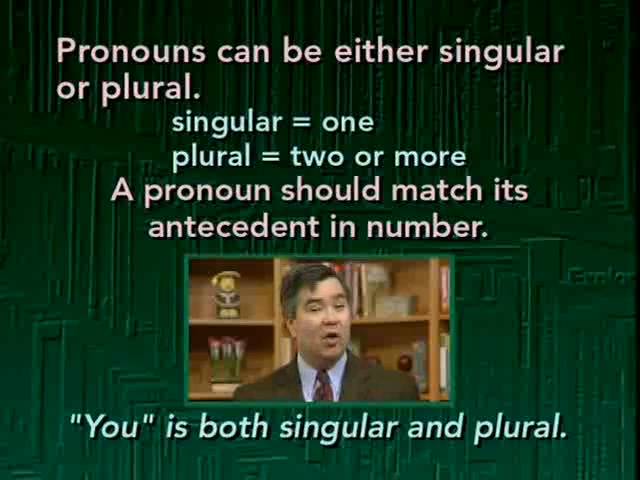 Pronouns can be either singular
or plural.
singular = one
plural = two or more
A pronoun should match its
antecedent in number.
"You" is both singular and plural.